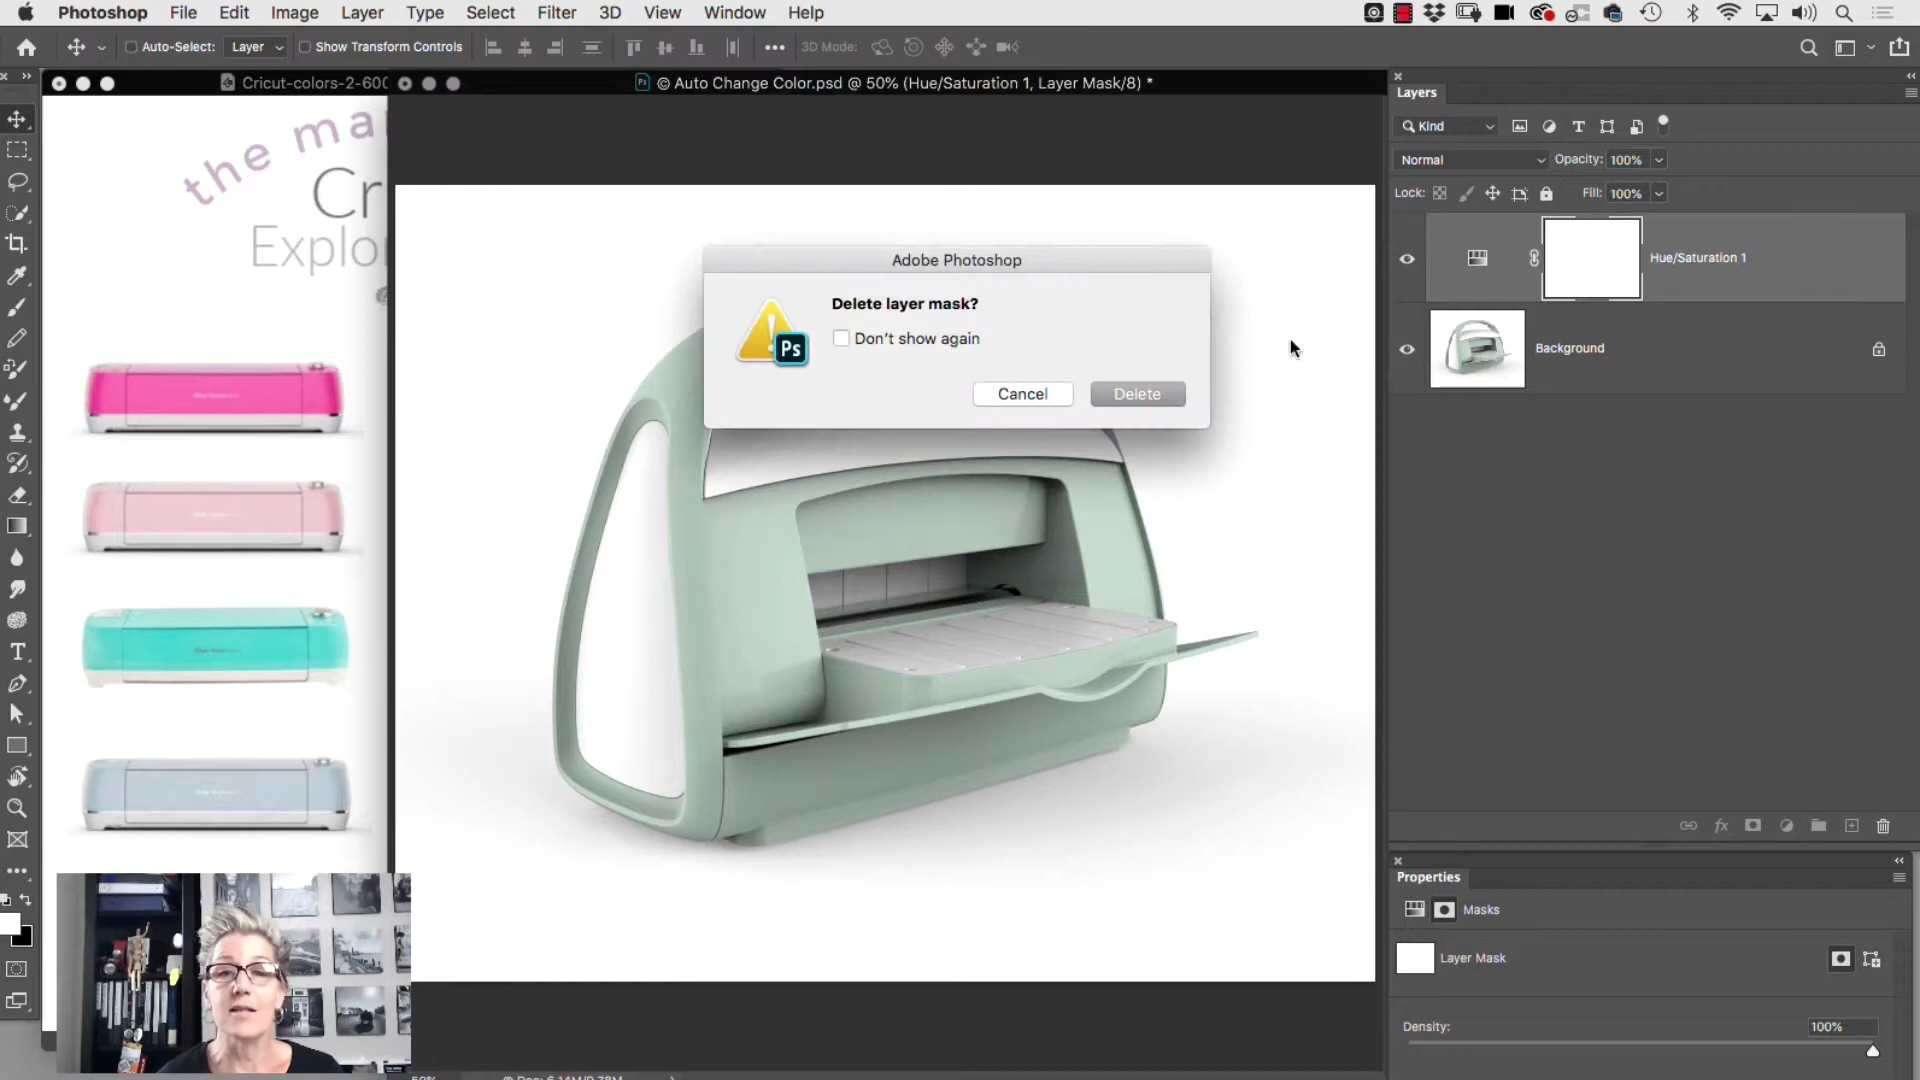 Photoshop File Edit Image Layer Type Select Filter 3D View Window Help
Auto-Select: Layer Show Transform Controls 3D Mode:
Cricut-colors-2-600
© Auto Change Color.psd @ 50% (Hue/Saturation 1, Layer Mask/8) *
the ma
Cr
Explor
Adobe Photoshop
Delete layer mask?
Don't show again
Cancel Delete
Ps
Layers
Kind
Normal Opacity: 100%
Lock: Fill: 100%
Hue/Saturation 1
Background
fx
Properties
Masks
Layer Mask
Density: 100%